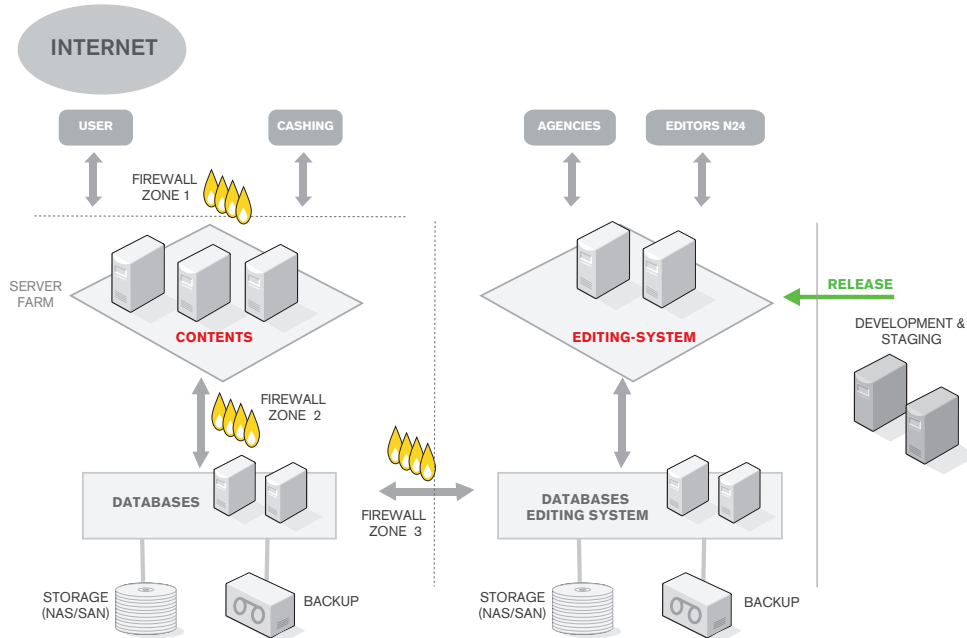 INTERNET
USER
CASHING
AGENCIES
EDITORS N24
FIREWALL
ZONE 1
SERVER
FARM
CONTENTS
EDITING-SYSTEM
RELEASE
DEVELOPMENT &
STAGING
FIREWALL
ZONE 2
DATABASES
FIREWALL
ZONE 3
DATABASES
EDITING SYSTEM
STORAGE
(NAS/SAN)
BACKUP
STORAGE
(NAS/SAN)
BACKUP